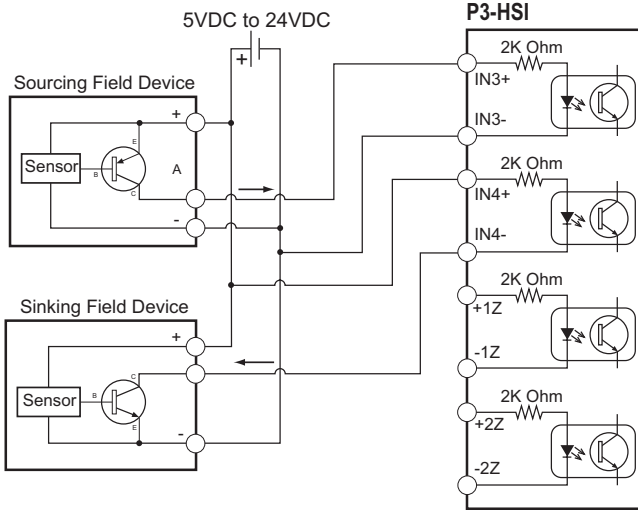 P3-HSI
5VDC to 24VDC
+
2K Ohm
IN3+
IN3-
Sourcing Field Device
+
E
Sensor
B
A
C
-
2K Ohm
IN4+
IN4-
2K Ohm
+1Z
-1Z
Sinking Field Device
+
C
Sensor
B
E
-
2K Ohm
+2Z
-2Z